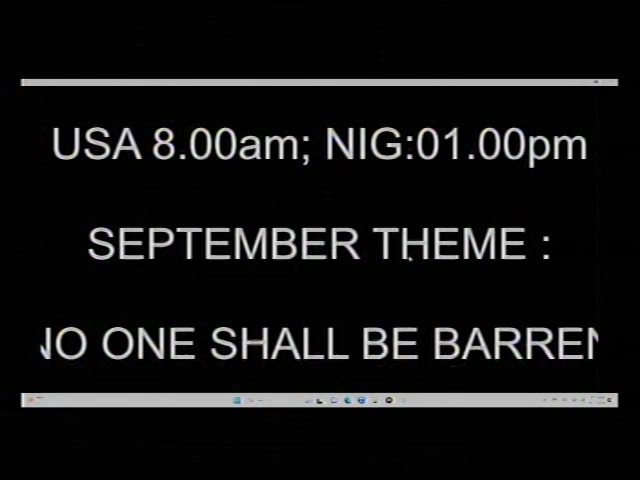 USA 8.00am; NIG:01.00pm
SEPTEMBER THEME :
NO ONE SHALL BE BARREN